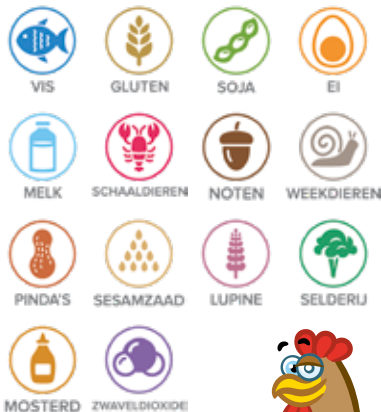 VIS GLUTEN SOJA EI
MELK SCHAALDIEREN NOTEN WEEKDIEREN
PINDA'S SESAMZAAD LUPINE SELDERIJ
MOSTERD ZWAVELDIOXIDE